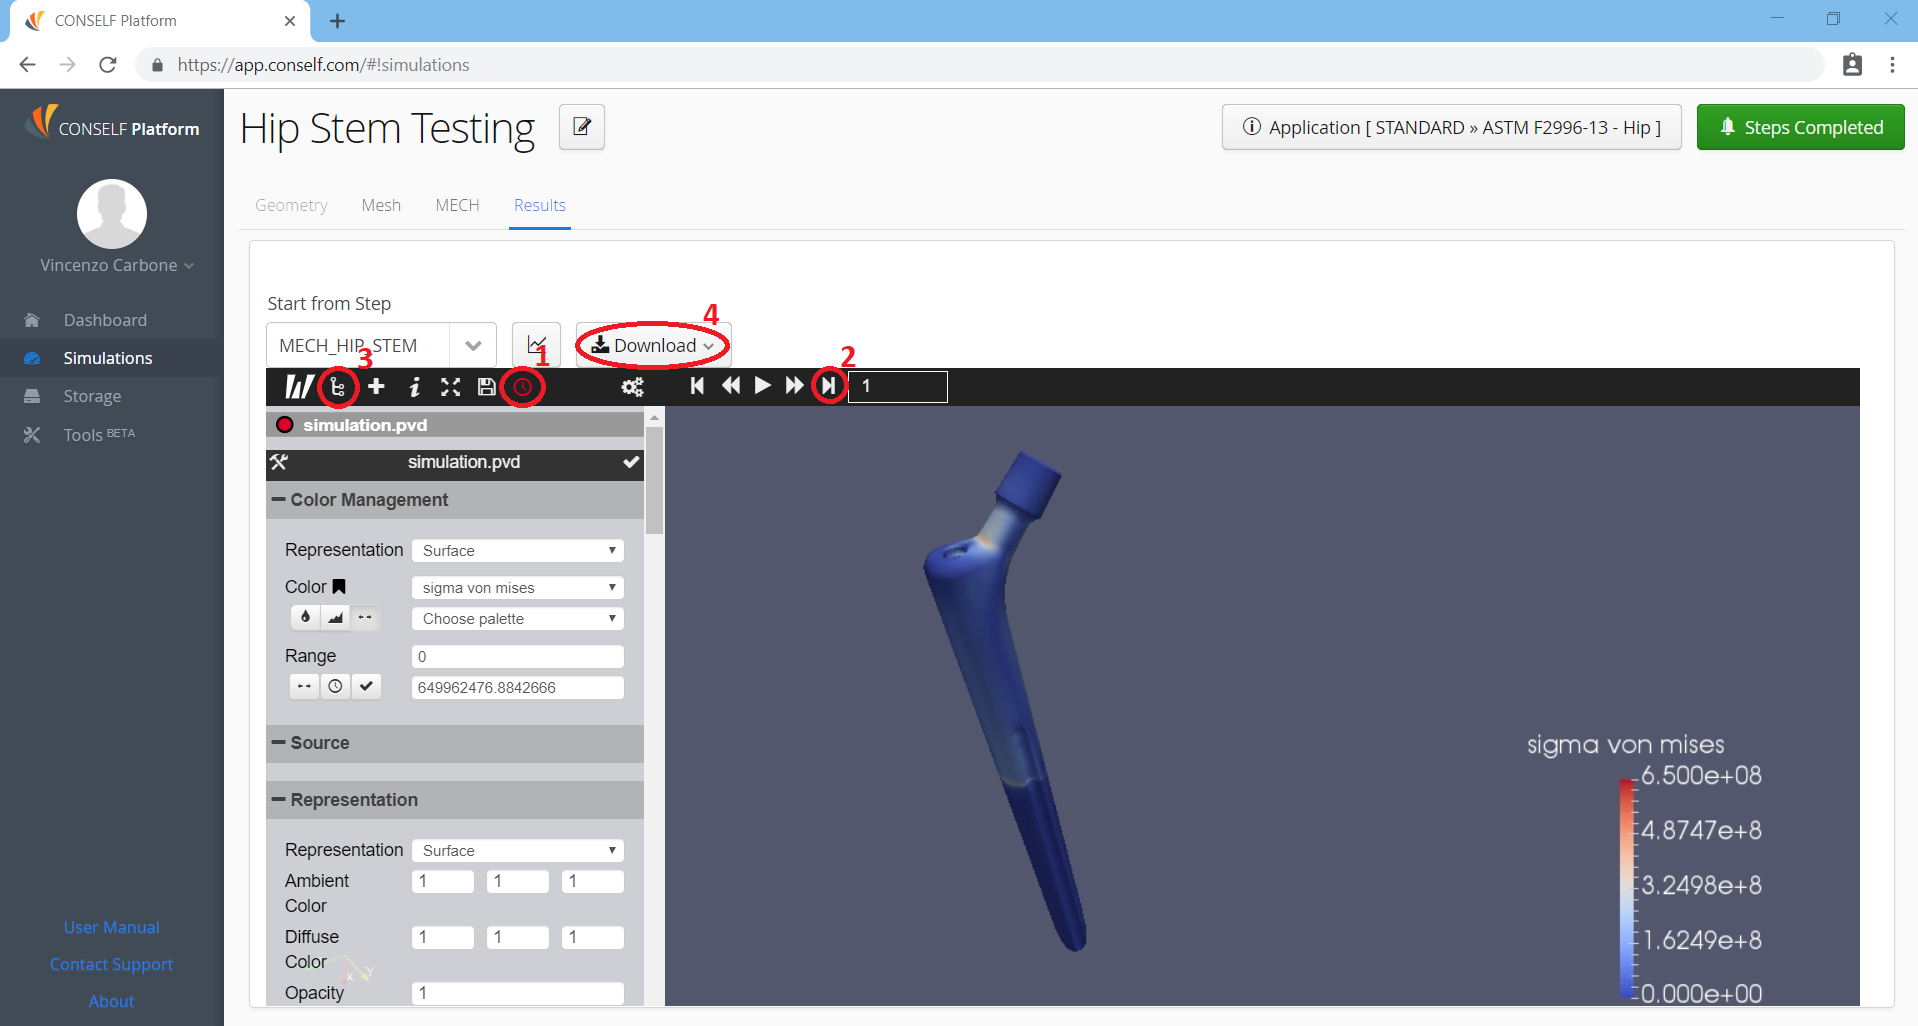 CONSELF Platform
https://app.conself.com/#!simulations
CONSELF Platform
Vincenzo Carbone
Dashboard
Simulations
Storage
Tools BETA
User Manual
Contact Support
About
Hip Stem Testing
Application [ STANDARD » ASTM F2996-13 - Hip ]
Steps Completed
Geometry
Mesh
MECH
Results
Start from Step
MECH_HIP_STEM
Download
4
3
1
2
1
simulation.pvd
simulation.pvd
Color Management
Representation
Surface
Color
sigma von mises
Choose palette
Range
0
649962476.8842666
Source
Representation
Representation
Surface
Ambient
Color
1 1 1
Diffuse
Color
1 1 1
X Y
Opacity
1
sigma von mises
6.500e+08
4.8747e+8
3.2498e+8
1.6249e+8
0.000e+00